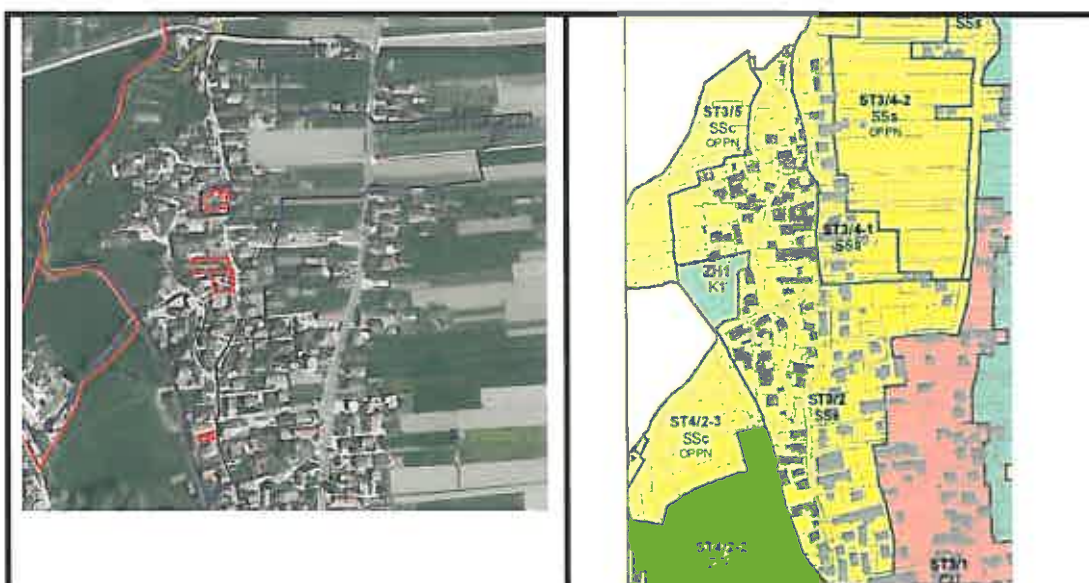 SSs
ST3/5
SSc
OPPN
ST3/4-2
SSs
OPPN
ST3/4-1
SSs
ZH1
K1
ST3/2
SSs
ST4/2-3
SSc
OPPN
ST4/2-2
ST3/1
CU